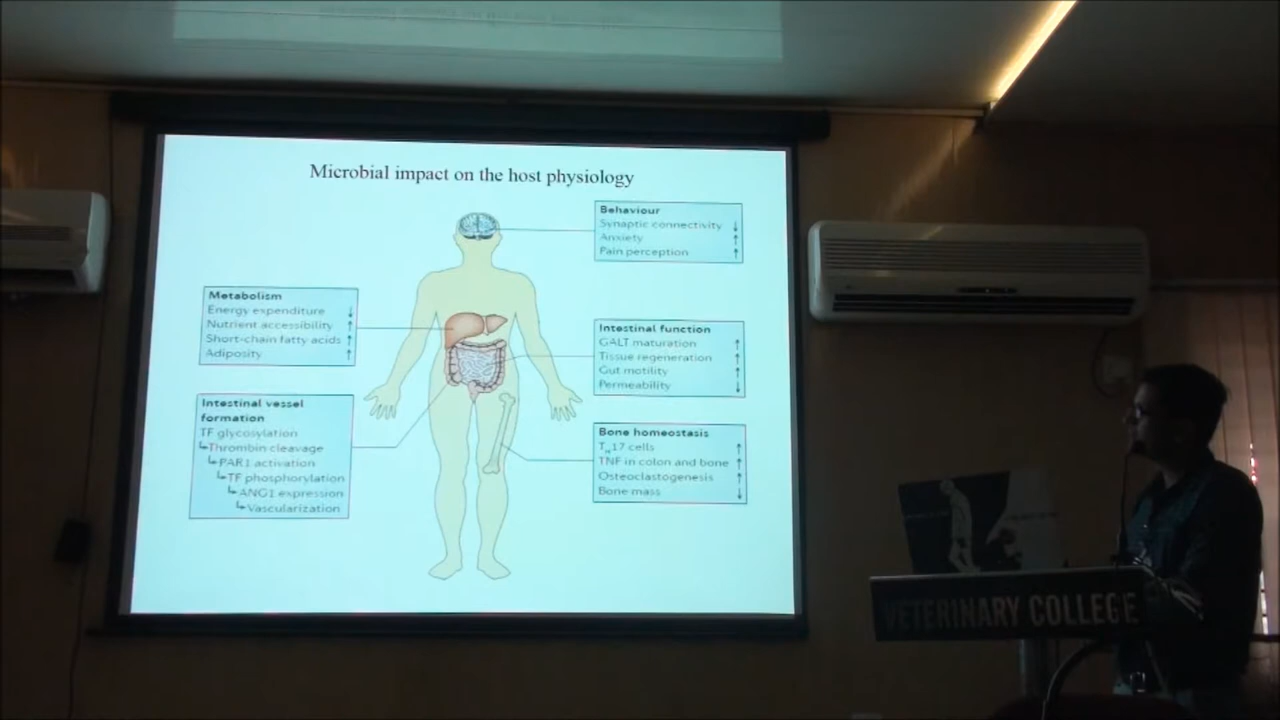 Microbial impact on the host physiology
Behaviour
Synaptic connectivity ↓
Anxiety ↑
Pain perception ↑
Metabolism
Energy expenditure ↓
Nutrient accessibility ↑
Short-chain fatty acids ↑
Adiposity ↑
Intestinal function
GALT maturation ↑
Tissue regeneration ↑
Gut motility ↑
Permeability ↓
Intestinal vessel
formation
TF glycosylation
↳Thrombin cleavage
↳PAR1 activation
↳TF phosphorylation
↳ANG1 expression
↳Vascularization
Bone homeostasis
TH17 cells ↑
TNF in colon and bone ↑
Osteoclastogenesis ↑
Bone mass ↓
VETERINARY COLLEGE